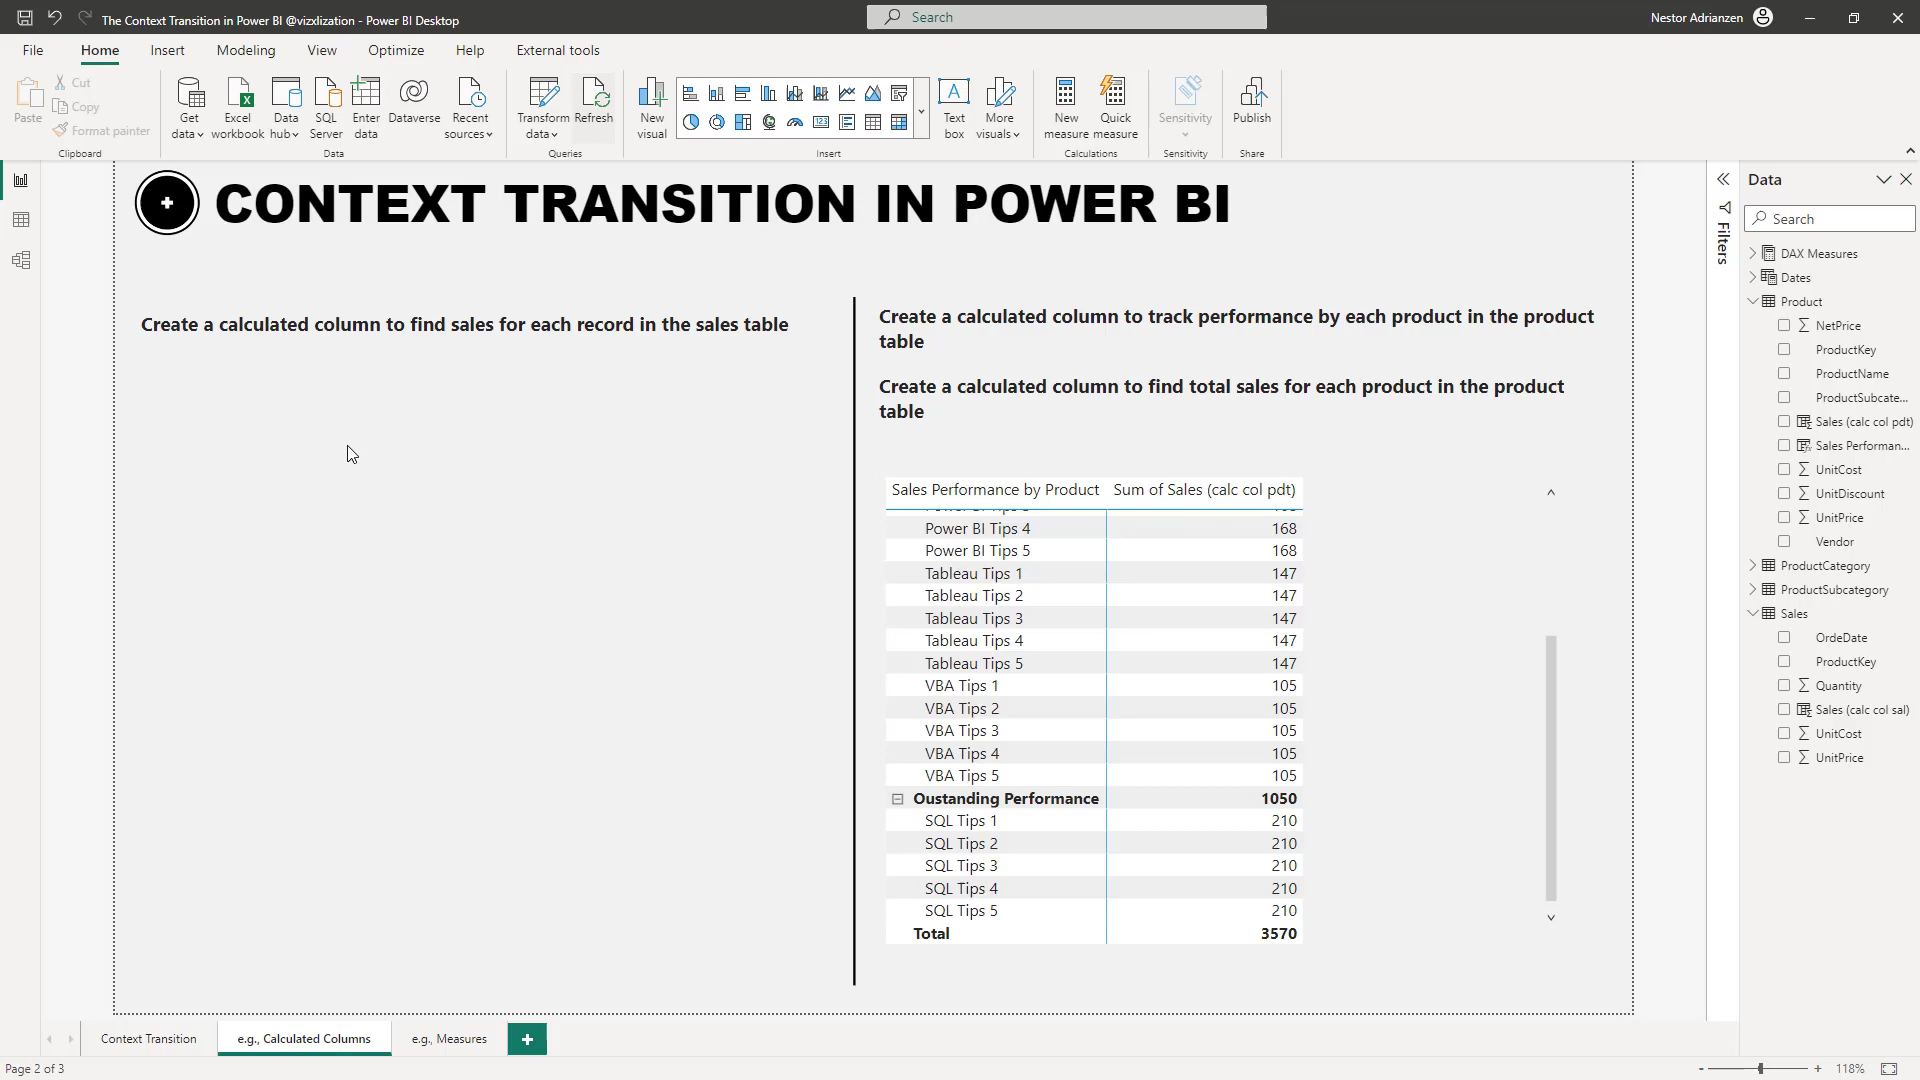 The Context Transition in Power BI @vizxlization - Power BI Desktop
Search
Nestor Adrianzen
File Home Insert Modeling View Optimize Help External tools
Paste
Cut
Copy
Format painter
Clipboard
Get data
Excel workbook
Data hub
SQL Server
Enter data
Dataverse
Recent sources
Data
Transform data
Refresh
Queries
New visual
Text box
More visuals
Insert
New measure
Quick measure
Calculations
Sensitivity
Sensitivity
Publish
Share
CONTEXT TRANSITION IN POWER BI
Create a calculated column to find sales for each record in the sales table
Create a calculated column to track performance by each product in the product
table
Create a calculated column to find total sales for each product in the product
table
Sales Performance by Product Sum of Sales (calc col pdt)
Power BI Tips 4 168
Power BI Tips 5 168
Tableau Tips 1 147
Tableau Tips 2 147
Tableau Tips 3 147
Tableau Tips 4 147
Tableau Tips 5 147
VBA Tips 1 105
VBA Tips 2 105
VBA Tips 3 105
VBA Tips 4 105
VBA Tips 5 105
Oustanding Performance 1050
SQL Tips 1 210
SQL Tips 2 210
SQL Tips 3 210
SQL Tips 4 210
SQL Tips 5 210
Total 3570
Filters
Data
Search
DAX Measures
Dates
Product
NetPrice
ProductKey
ProductName
ProductSubcate...
Sales (calc col pdt)
Sales Performan...
UnitCost
UnitDiscount
UnitPrice
Vendor
ProductCategory
ProductSubcategory
Sales
OrdeDate
ProductKey
Quantity
Sales (calc col sal)
UnitCost
UnitPrice
Context Transition
e.g., Calculated Columns
e.g., Measures
Page 2 of 3
118%